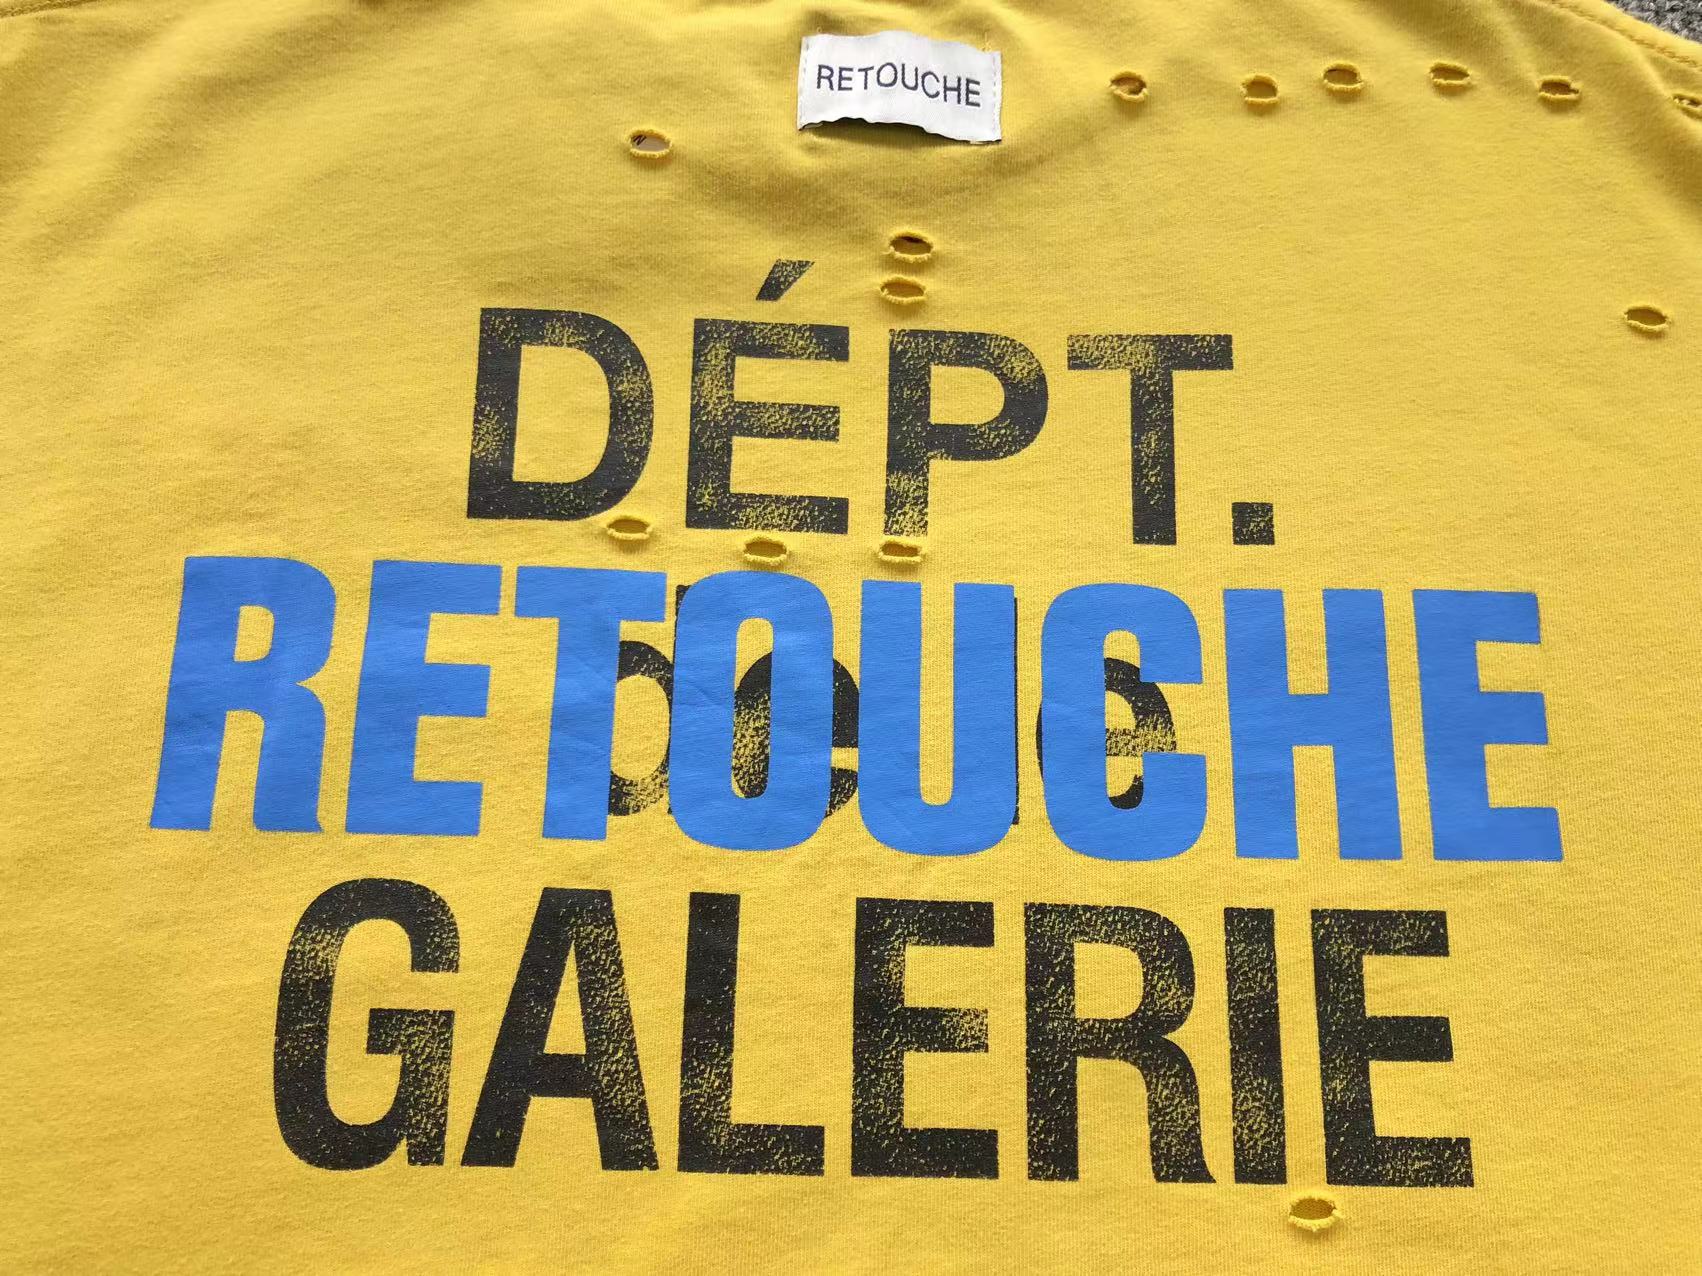 RETOUCHE
DÉPT.
RETOUCHE
GALERIE